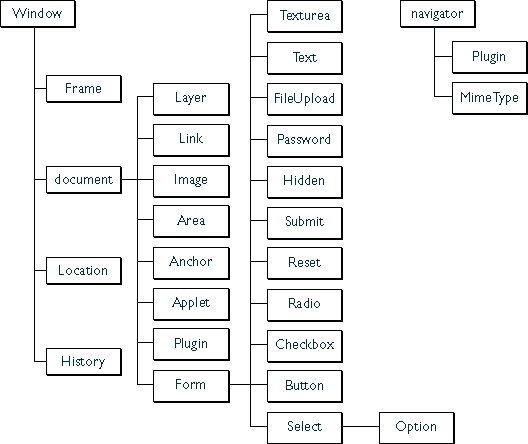 Window
Frame
document
Location
History
Layer
Link
Image
Area
Anchor
Applet
Plugin
Form
Texturea
Text
FileUpload
Password
Hidden
Submit
Reset
Radio
Checkbox
Button
Select
Option
navigator
Plugin
MimeType